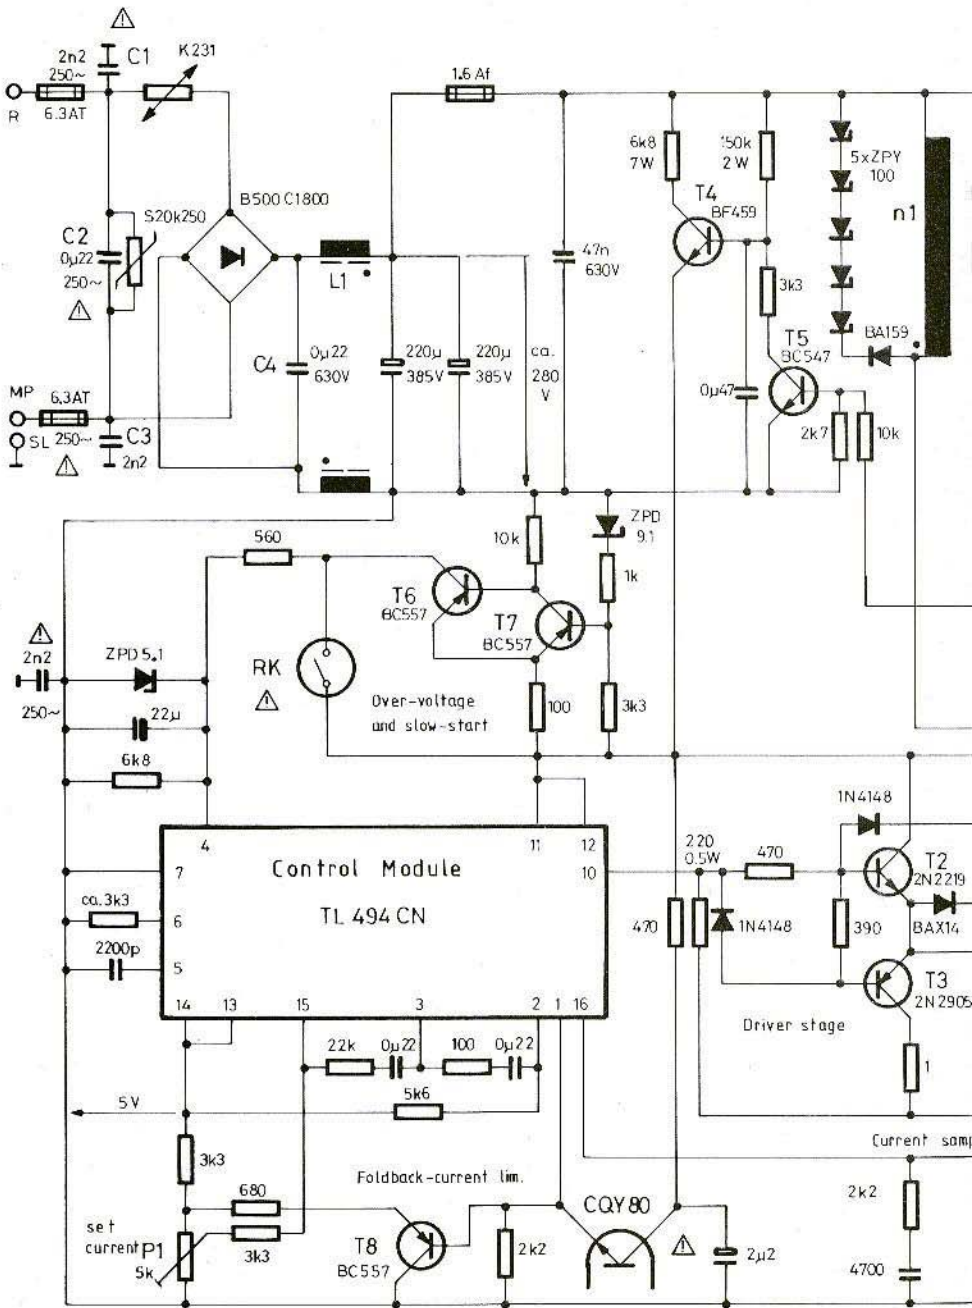 C1
2n2
250~
K231
R
6.3AT
1.6 Af
6k8
7W
150k
2W
T4
BF459
5xZPY
100
n1
B500 C1800
S20k250
C2
0µ22
250~
L1
47n
630V
3k3
T5
BC547
BA159
C4
0µ22
630V
220µ
385V
220µ
385V
ca.
280
V
0µ47
2k7
10k
MP
6.3AT
SL
250~
C3
2n2
560
10k
ZPD
9.1
1k
T6
BC557
T7
BC557
2n2
250~
ZPD 5.1
RK
22µ
Over-voltage
and slow-start
100
3k3
6k8
4
11
12
1N4148
7
Control Module
10
220
0.5W
470
T2
2N2219
ca.3k3
6
TL 494 CN
470
1N4148
390
BAX14
2200p
5
T3
2N2905
14
13
15
3
2
1
16
Driver stage
22k
0µ22
100
0µ22
1
5V
5k6
3k3
Foldback-current lim.
Current samp
680
CQY80
2k2
set
current
P1
5k
3k3
T8
BC557
2k2
2µ2
4700